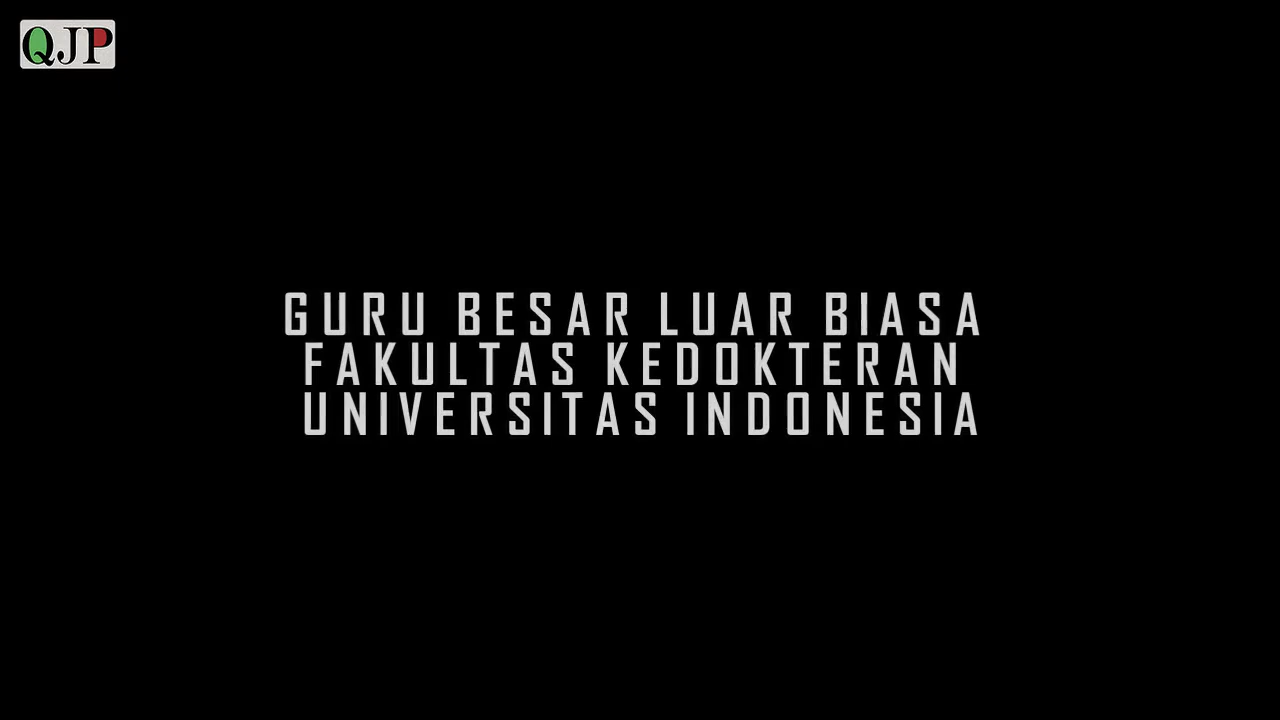 QJP
GURU BESAR LUAR BIASA
FAKULTAS KEDOKTERAN
UNIVERSITAS INDONESIA